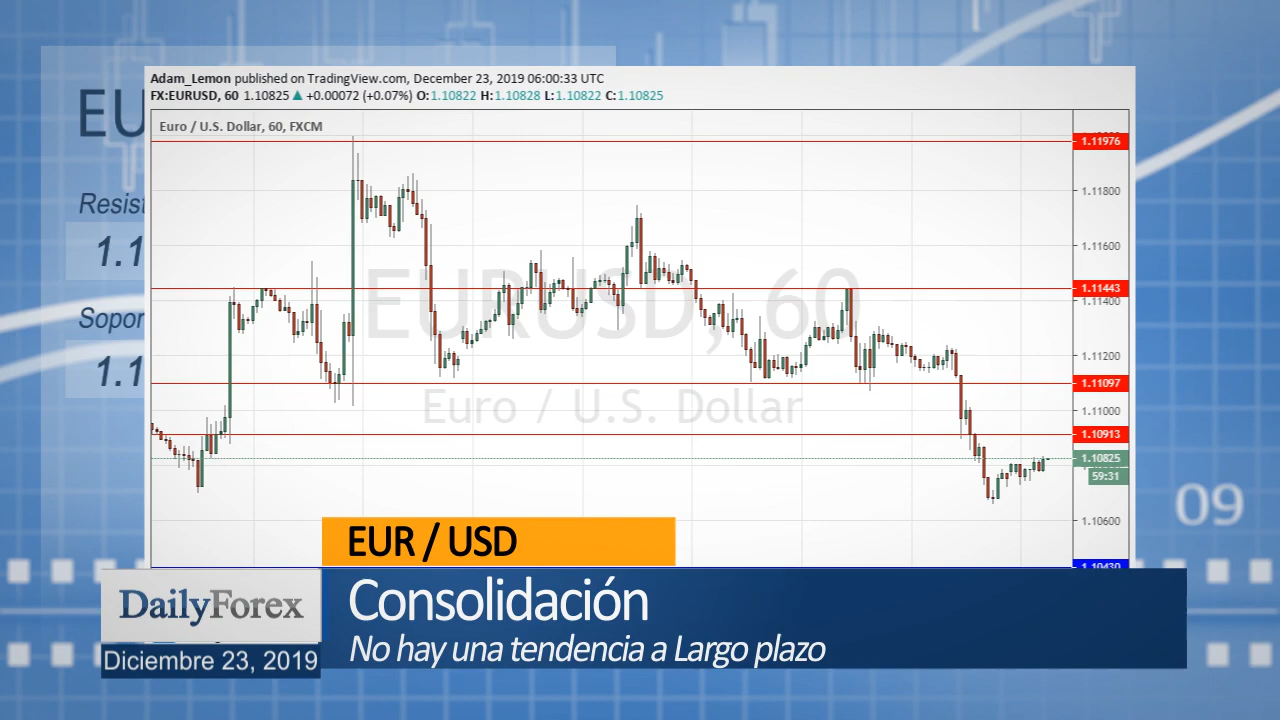 Adam_Lemon published on TradingView.com, December 23, 2019 06:00:33 UTC
FX:EURUSD, 60 1.10825 ▲ +0.00072 (+0.07%) O:1.10822 H:1.10828 L:1.10822 C:1.10825
Euro / U.S. Dollar, 60, FXCM
EU
Resist
1.1
Sopor
1.1
EURUSD, 60
Euro / U.S. Dollar
1.11976
1.11800
1.11600
1.11443
1.11400
1.11200
1.11097
1.11000
1.10913
1.10825
59:31
1.10600
1.10430
09
EUR / USD
DailyForex
Consolidación
No hay una tendencia a Largo plazo
Diciembre 23, 2019